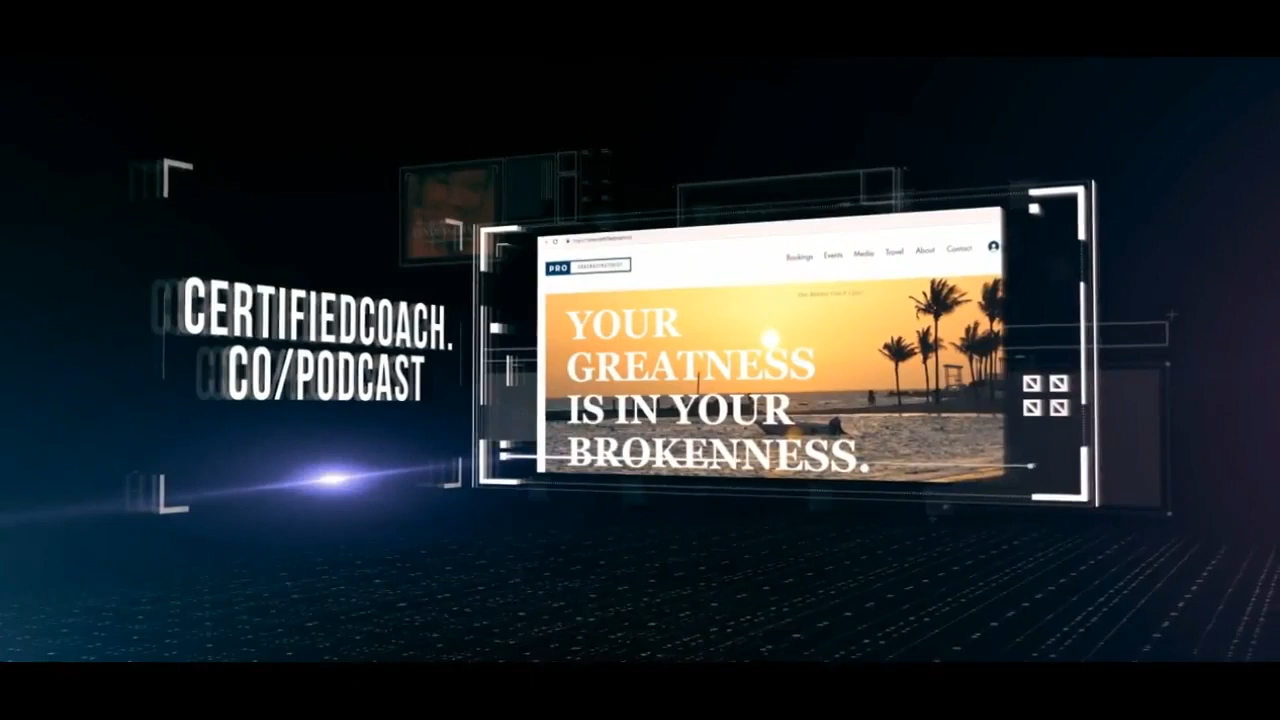 CERTIFIEDCOACH.
CO/PODCAST
PRO
Bookings Events Media Travel About Contact
YOUR
GREATNESS
IS IN YOUR
BROKENNESS.